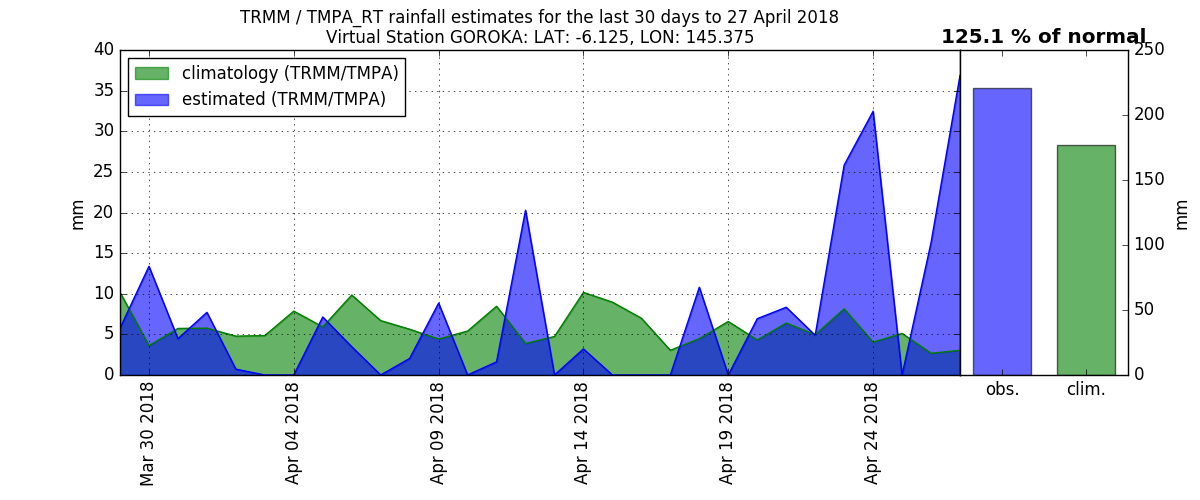 TRMM / TMPA_RT rainfall estimates for the last 30 days to 27 April 2018
Virtual Station GOROKA: LAT: -6.125, LON: 145.375
125.1 % of normal
climatology (TRMM/TMPA)
estimated (TRMM/TMPA)
40
35
30
25
20
15
10
5
0
mm
250
200
150
100
50
0
mm
Mar 30 2018
Apr 04 2018
Apr 09 2018
Apr 14 2018
Apr 19 2018
Apr 24 2018
obs.
clim.